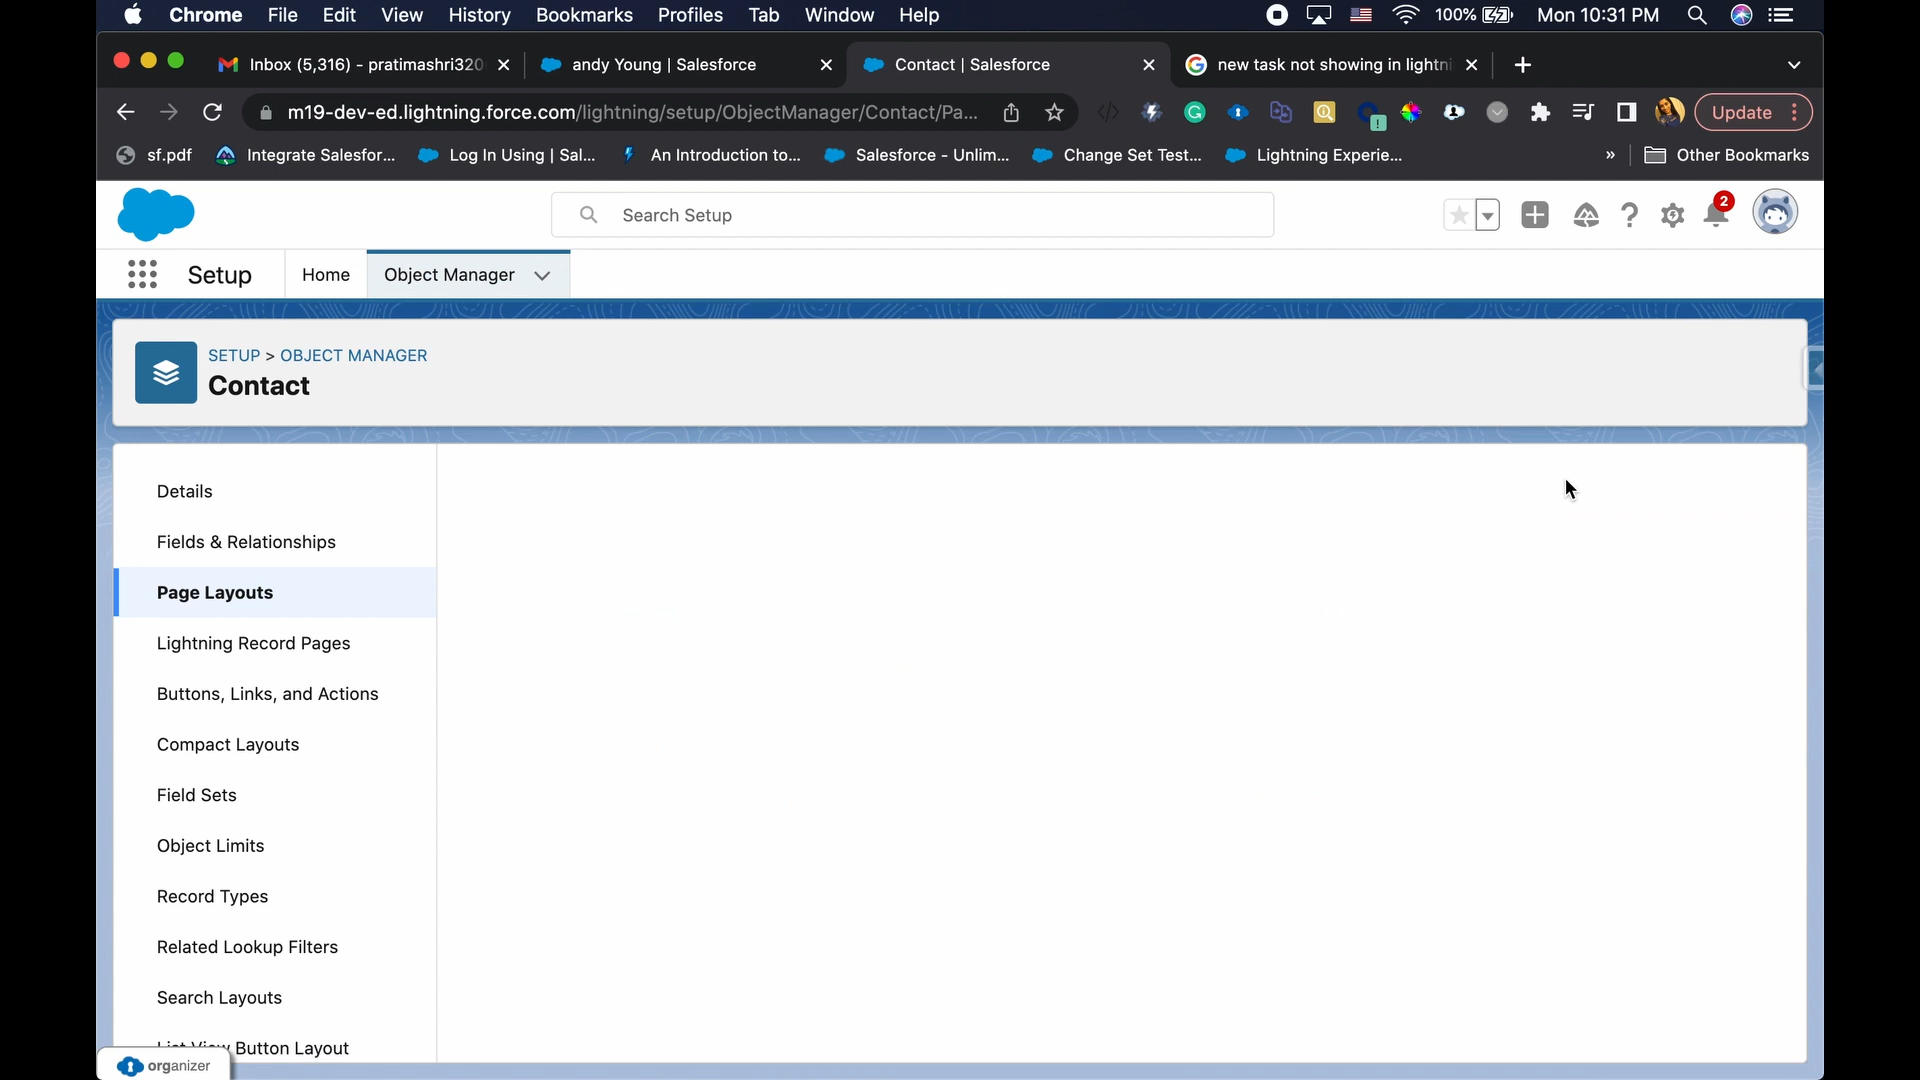 Chrome File Edit View History Bookmarks Profiles Tab Window Help 100% Mon 10:31 PM
Inbox (5,316) - pratimashri320 andy Young | Salesforce Contact | Salesforce new task not showing in lightni
m19-dev-ed.lightning.force.com/lightning/setup/ObjectManager/Contact/Pa... Update
sf.pdf Integrate Salesfor... Log In Using | Sal... An Introduction to... Salesforce - Unlim... Change Set Test... Lightning Experie... » Other Bookmarks
Search Setup 2
Setup Home Object Manager
SETUP > OBJECT MANAGER
Contact
Details
Fields & Relationships
Page Layouts
Lightning Record Pages
Buttons, Links, and Actions
Compact Layouts
Field Sets
Object Limits
Record Types
Related Lookup Filters
Search Layouts
List View Button Layout
organizer